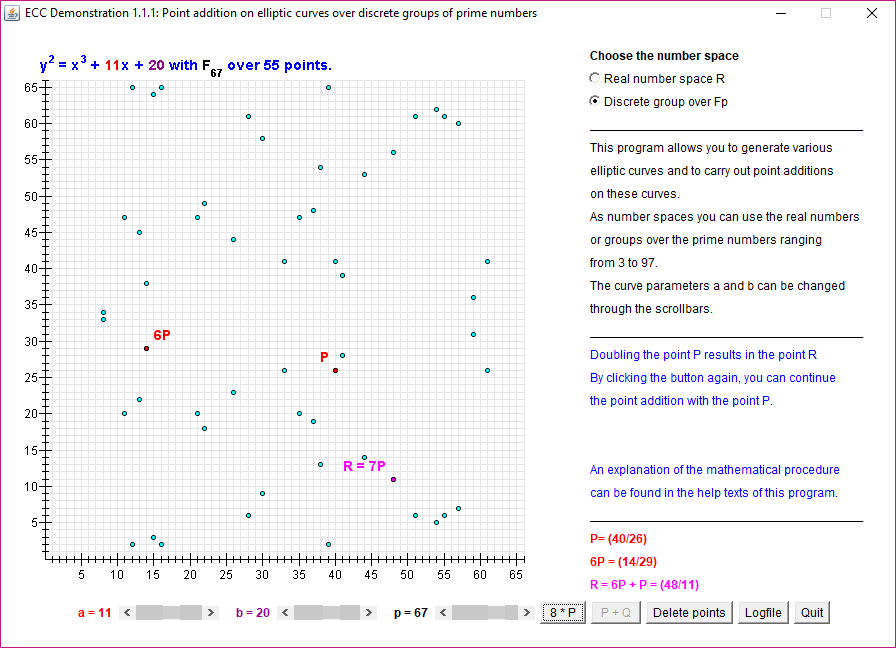 ECC Demonstration 1.1.1: Point addition on elliptic curves over discrete groups of prime numbers
y² = x³ + 11x + 20 with F₆₇ over 55 points.
65
60
55
50
45
40
35
30
25
20
15
10
5
6P
P
R = 7P
5 10 15 20 25 30 35 40 45 50 55 60 65
Choose the number space
Real number space R
Discrete group over Fp
This program allows you to generate various
elliptic curves and to carry out point additions
on these curves.
As number spaces you can use the real numbers
or groups over the prime numbers ranging
from 3 to 97.
The curve parameters a and b can be changed
through the scrollbars.
Doubling the point P results in the point R
By clicking the button again, you can continue
the point addition with the point P.
An explanation of the mathematical procedure
can be found in the help texts of this program.
P= (40/26)
6P = (14/29)
R = 6P + P = (48/11)
a = 11 b = 20 p = 67 8 * P P + Q Delete points Logfile Quit